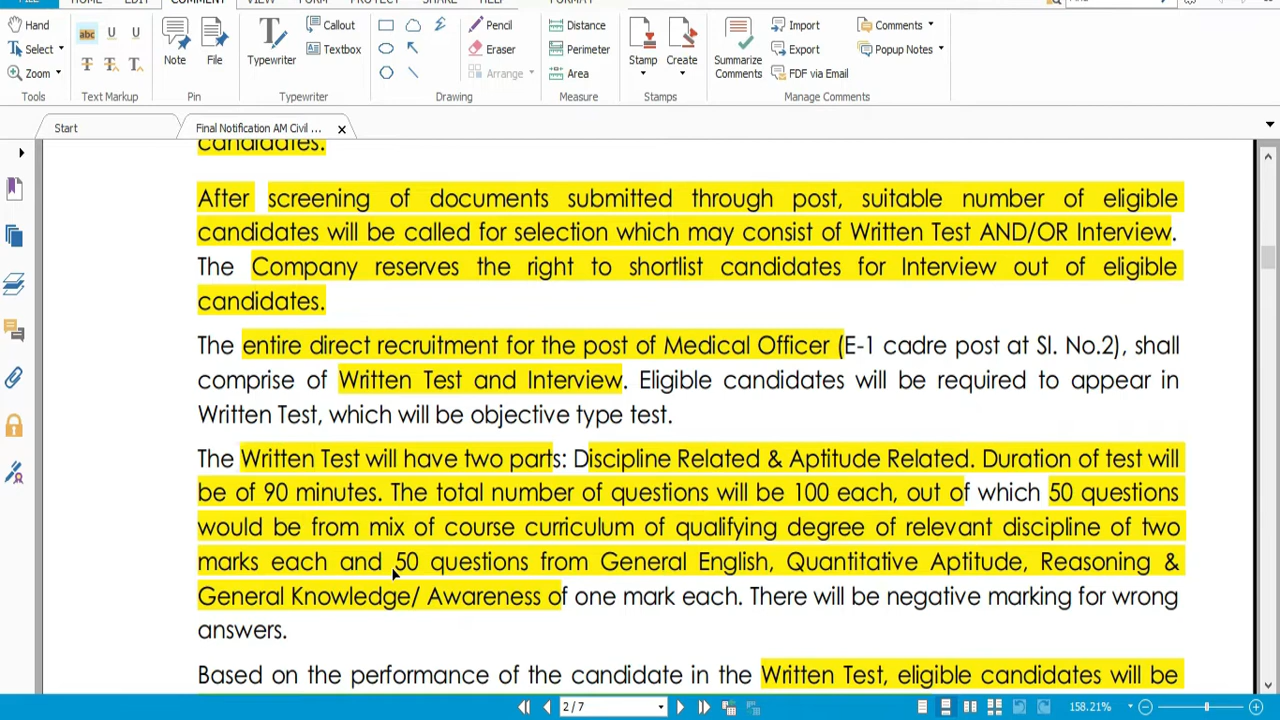 FILE HOME COMMENT VIEW FORM PROTECT SHARE HELP FORMAT
Hand
Select
Zoom
Tools
abc U U
T T T
Text Markup
Note
File
Pin
Typewriter
Callout
Textbox
Typewriter
Pencil
Eraser
Arrange
Drawing
Distance
Perimeter
Area
Measure
Stamp
Create
Stamps
Summarize
Comments
Import
Export
FDF via Email
Comments
Popup Notes
Manage Comments
Start
Final Notification AM Civil ...
candidates.
After screening of documents submitted through post, suitable number of eligible
candidates will be called for selection which may consist of Written Test AND/OR Interview.
The Company reserves the right to shortlist candidates for Interview out of eligible
candidates.
The entire direct recruitment for the post of Medical Officer (E-1 cadre post at Sl. No.2), shall
comprise of Written Test and Interview. Eligible candidates will be required to appear in
Written Test, which will be objective type test.
The Written Test will have two parts: Discipline Related & Aptitude Related. Duration of test will
be of 90 minutes. The total number of questions will be 100 each, out of which 50 questions
would be from mix of course curriculum of qualifying degree of relevant discipline of two
marks each and 50 questions from General English, Quantitative Aptitude, Reasoning &
General Knowledge/ Awareness of one mark each. There will be negative marking for wrong
answers.
Based on the performance of the candidate in the Written Test, eligible candidates will be
2 / 7
158.21%